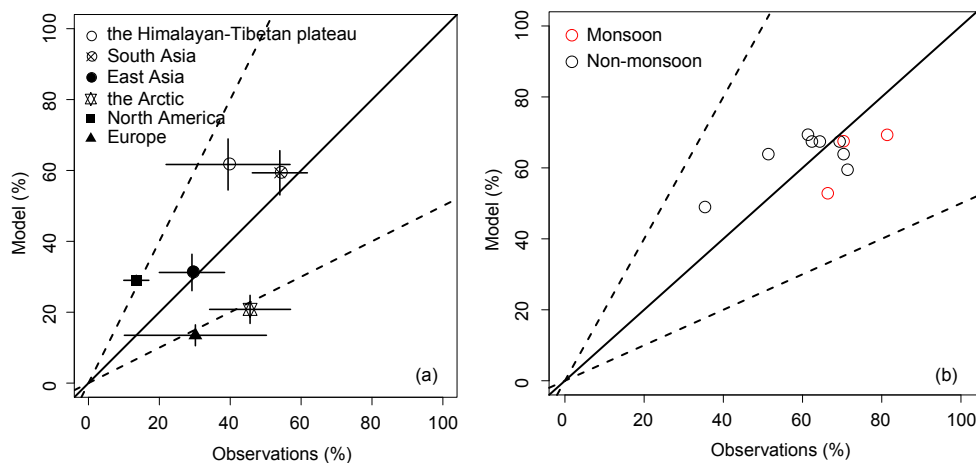 the Himalayan-Tibetan plateau
South Asia
East Asia
the Arctic
North America
Europe
Model (%)
0
20
40
60
80
100
0 20 40 60 80 100
Observations (%)
(a)
Monsoon
Non-monsoon
Model (%)
0
20
40
60
80
100
0 20 40 60 80 100
Observations (%)
(b)